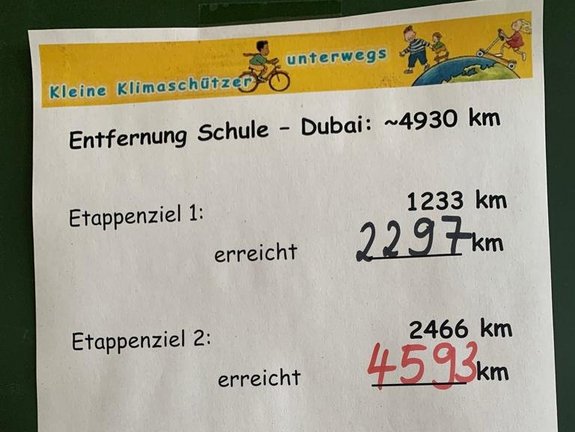 Kleine Klimaschützer unterwegs
Entfernung Schule - Dubai: ~4930 km
Etappenziel 1: 1233 km
erreicht 2297 km
Etappenziel 2: 2466 km
erreicht 4593 km